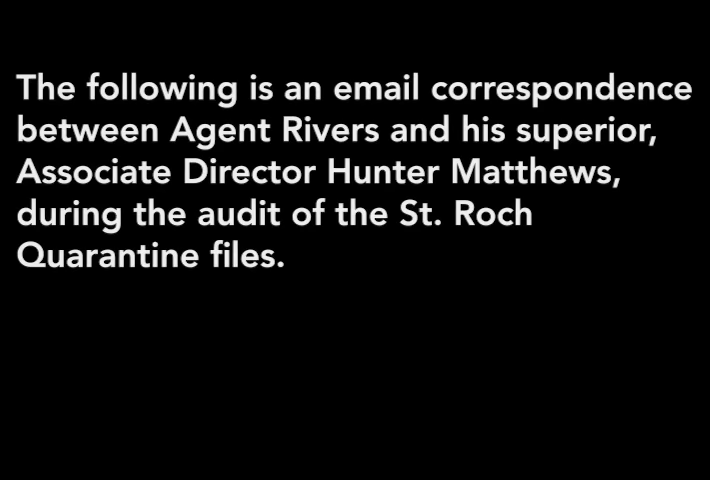 The following is an email correspondence
between Agent Rivers and his superior,
Associate Director Hunter Matthews,
during the audit of the St. Roch
Quarantine files.